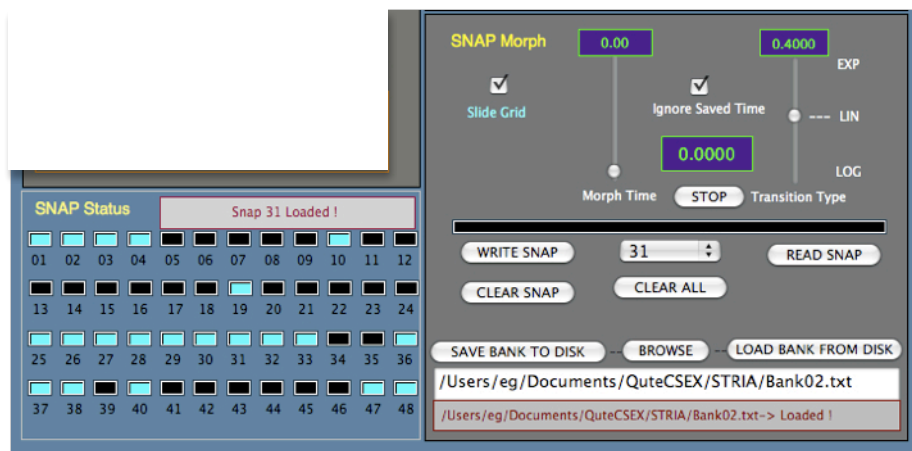 SNAP Morph
0.00
0.4000
EXP
Slide Grid
Ignore Saved Time
--- LIN
0.0000
LOG
Morph Time
STOP
Transition Type
SNAP Status
Snap 31 Loaded !
01 02 03 04 05 06 07 08 09 10 11 12
13 14 15 16 17 18 19 20 21 22 23 24
25 26 27 28 29 30 31 32 33 34 35 36
37 38 39 40 41 42 43 44 45 46 47 48
WRITE SNAP
31
READ SNAP
CLEAR SNAP
CLEAR ALL
SAVE BANK TO DISK -- BROWSE -- LOAD BANK FROM DISK
/Users/eg/Documents/QuteCSEX/STRIA/Bank02.txt
/Users/eg/Documents/QuteCSEX/STRIA/Bank02.txt-> Loaded !